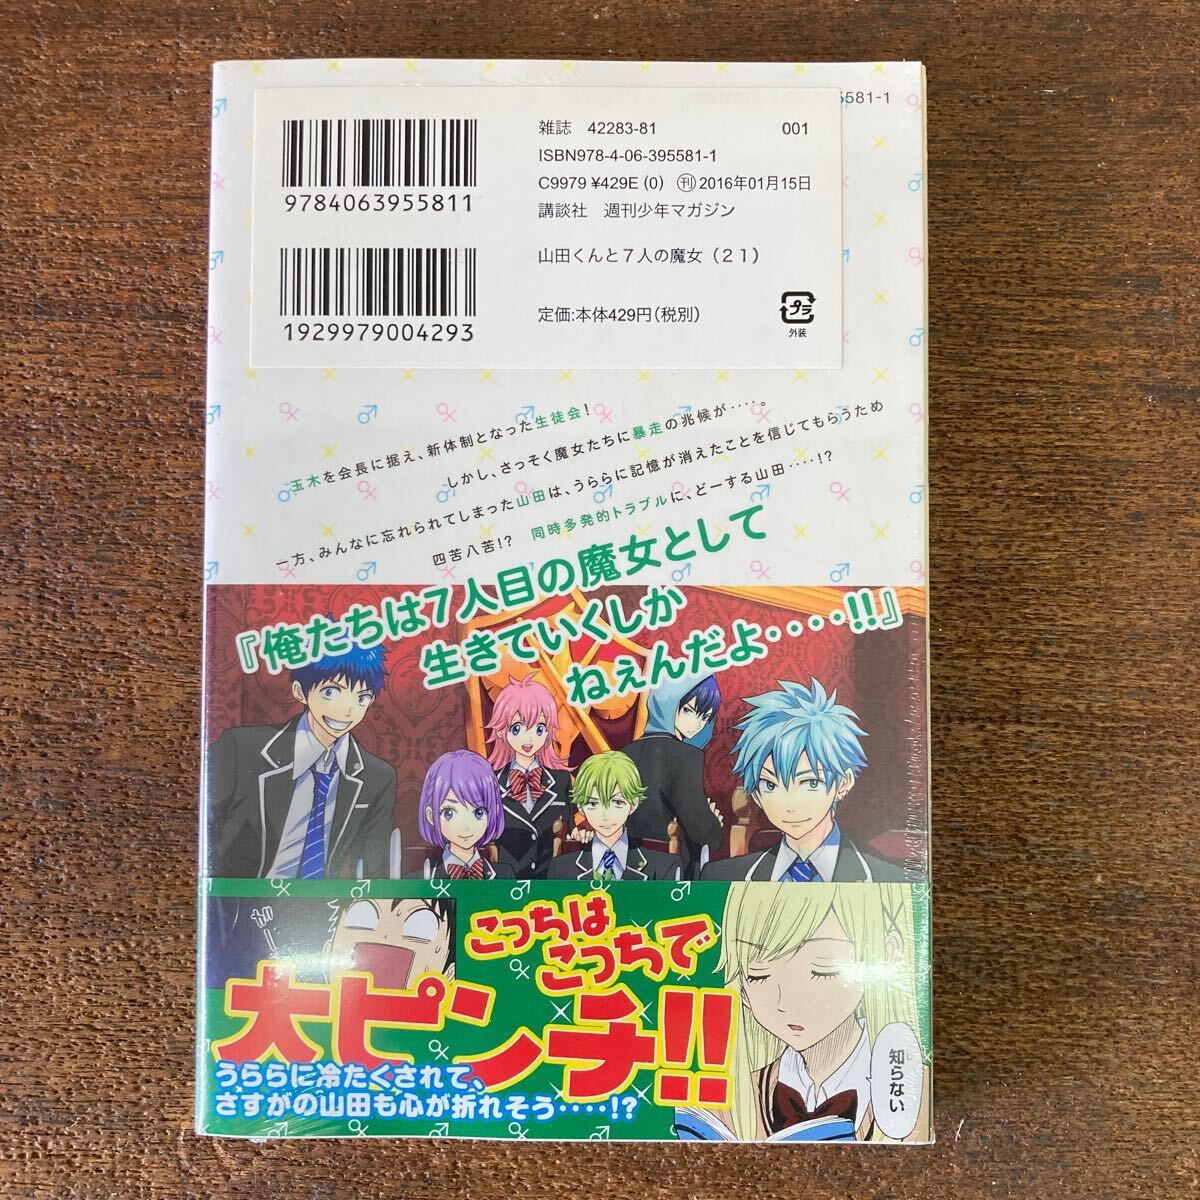 5581-1
雑誌 42283-81 001
ISBN978-4-06-395581-1
C9979 ¥429E (0) ㊖2016年01月15日
講談社 週刊少年マガジン
9784063955811
山田くんと7人の魔女(21)
定価:本体429円(税別)
プラ
外装
1929979004293
玉木を会長に据え、新体制となった生徒会!
しかし、さっそく魔女たちに暴走の兆候が‥‥。
一方、みんなに忘れられてしまった山田は、うららに記憶が消えたことを信じてもらうため
四苦八苦!? 同時多発的トラブルに、どーする山田‥‥!?
『俺たちは7人目の魔女として
生きていくしか
ねぇんだよ‥‥!!』
ガーン
こっちは
こっちで
大ピンチ!!
うららに冷たくされて、
さすがの山田も心が折れそう‥‥!?
知らない